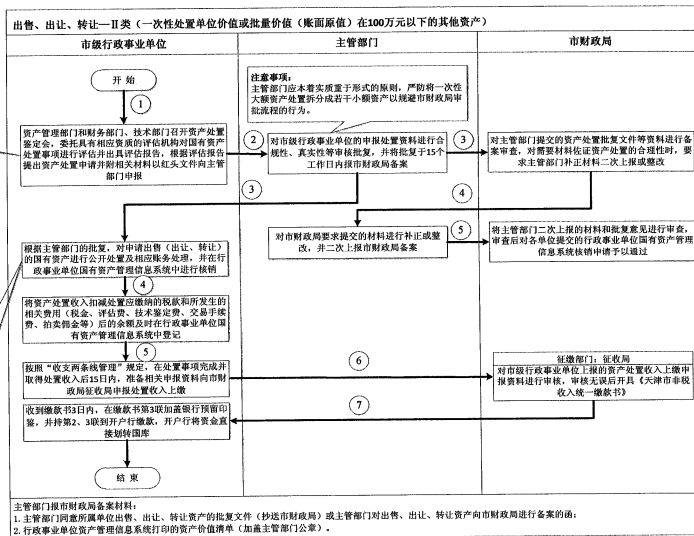 出售、出让、转让—Ⅱ类（一次性处置单位价值或批量价值（账面原值）在100万元以下的其他资产）
市级行政事业单位
主管部门
市财政局
开 始
①
注意事项：
主管部门应本着实质重于形式的原则，严防将一次性
大额资产处置拆分成若干小额资产以规避市财政局审
批流程的行为。
资产管理部门和财务部门、技术部门召开资产处置
鉴定会，委托具有相应资质的评估机构对国有资产
处置事项进行评估并出具评估报告，根据评估报告
提出资产处置申请并附相关材料以红头文件向主管
部门申报
②
对市级行政事业单位的申报处置资料进行合
规性、真实性等审核批复，并将批复于15个
工作日内报市财政局备案
③
对主管部门提交的资产处置批复文件等资料进行备
案审查，对需要材料佐证资产处置的合理性时，要
求主管部门补正材料二次上报或整改
③
④
根据主管部门的批复，对申请出售（出让、转让）
的国有资产进行公开处置及相应账务处理，并在行
政事业单位国有资产管理信息系统中进行核销
对市财政局要求提交的材料进行补正或整
改，并二次上报市财政局备案
⑤
将主管部门二次上报的材料和批复意见进行审查，
审查后对各单位提交的行政事业单位国有资产管理
信息系统核销申请予以通过
④
将资产处置收入扣减处置应缴纳的税款和所发生的
相关费用（税金、评估费、技术鉴定费、交易手续
费、拍卖佣金等）后的余额及时在行政事业单位国
有资产管理信息系统中登记
⑤
按照“收支两条线管理”规定，在处置事项完成并
取得处置收入后15日内，准备相关申报资料向市财
政局征收局申报处置收入上缴
⑥
征缴部门：征收局
对市级行政事业单位上报的资产处置收入上缴申
报资料进行审核，审核无误后开具《天津市非税
收入统一缴款书》
⑦
收到缴款书3日内，在缴款书第3联加盖银行预留印
鉴，并持第2、3联到开户行缴款，开户行将资金直
接划转国库
结 束
主管部门报市财政局备案材料：
1. 主管部门同意所属单位出售、出让、转让资产的批复文件（抄送市财政局）或主管部门对出售、出让、转让资产向市财政局进行备案的函；
2. 行政事业单位资产管理信息系统打印的资产价值清单（加盖主管部门公章）。